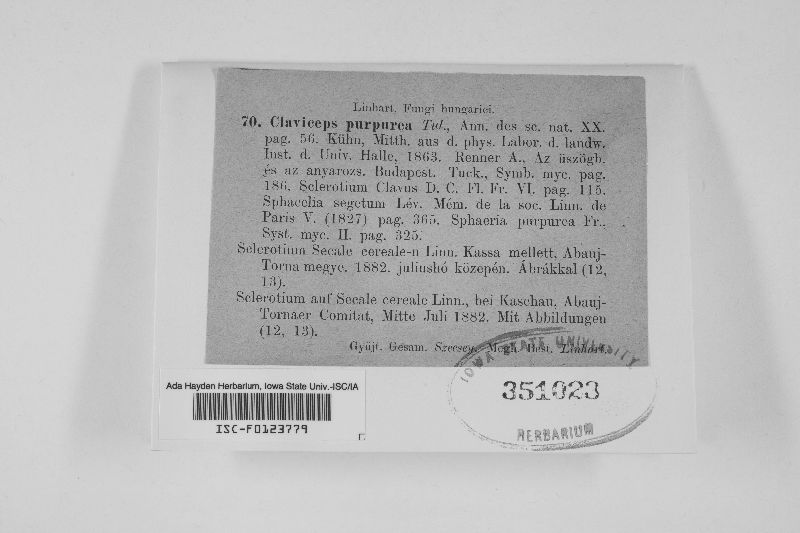 Linhart, Fungi hungarici.
70. Claviceps purpurea Tul., Ann. des sc. nat. XX.
pag. 56. Kühn, Mitth. aus d. phys. Labor. d. landw.
Inst. d. Univ. Halle, 1863. Renner A., Az üszögb.
és az anyarozs. Budapest. Tuck., Symb. myc. pag.
186. Sclerotium Clavus D. C. Fl. Fr. VI. pag. 115.
Sphacelia segetum Lév. Mém. de la soc. Linn. de
Paris V. (1827) pag. 365. Sphaeria purpurea Fr.,
Syst. myc. II. pag. 325.
Sclerotium Secale cereale-n Linn. Kassa mellett, Abauj-
Torna megye. 1882. juliushó közepén. Ábrákkal (12,
13).
Sclerotium auf Secale cereale Linn., bei Kaschau, Abauj-
Tornaer Comitat, Mitte Juli 1882. Mit Abbildungen
(12, 13).
Gyüjt. Gesam. Szecsey. Megh. Best. Linhart.
Ada Hayden Herbarium, Iowa State Univ.-ISC/IA
ISC-F0123779
IOWA STATE UNIVERSITY
351023
HERBARIUM